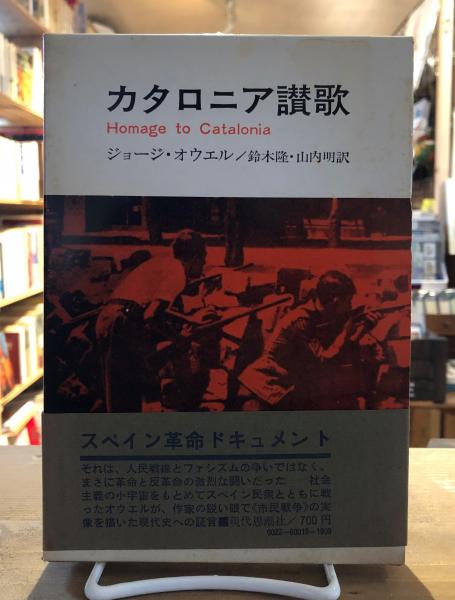 カタロニア讃歌
Homage to Catalonia
ジョージ・オウエル／鈴木隆・山内明訳
スペイン革命ドキュメント
それは、人民戦線とファシズムの争いではなく、
まさに革命と反革命の激烈な闘いだった──社会
主義の小宇宙をもとめてスペイン民衆とともに戦
ったオウエルが、作家の鋭い眼で《市民戦争》の実
像を描いた現代史への証言■現代思潮社／700円
0022-60019-1909